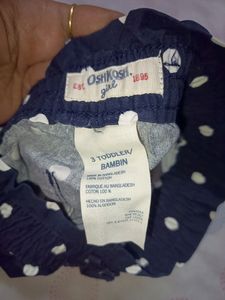 EST. OSHKOSH 1895
girl
3 TODDLER/
BAMBIN
MADE IN BANGLADESH
100% COTTON
FABRIQUÉ AU BANGLADESH
COTON 100 %
HECHO EN BANGLADESH
100% ALGODON